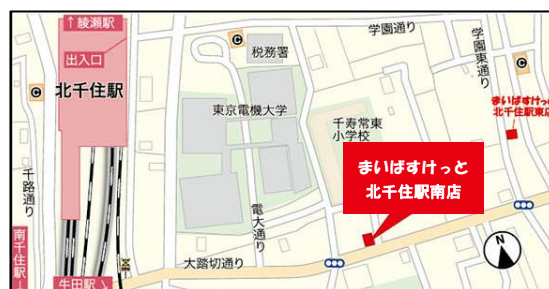 ↑綾瀬駅
出入口
北千住駅
税務署
学園通り
学園東通り
東京電機大学
千寿常東
小学校
まいばすけっと
北千住駅東店
まいばすけっと
北千住駅南店
千路通り
電大通り
大踏切通り
南千住駅↓
牛田駅↘
N